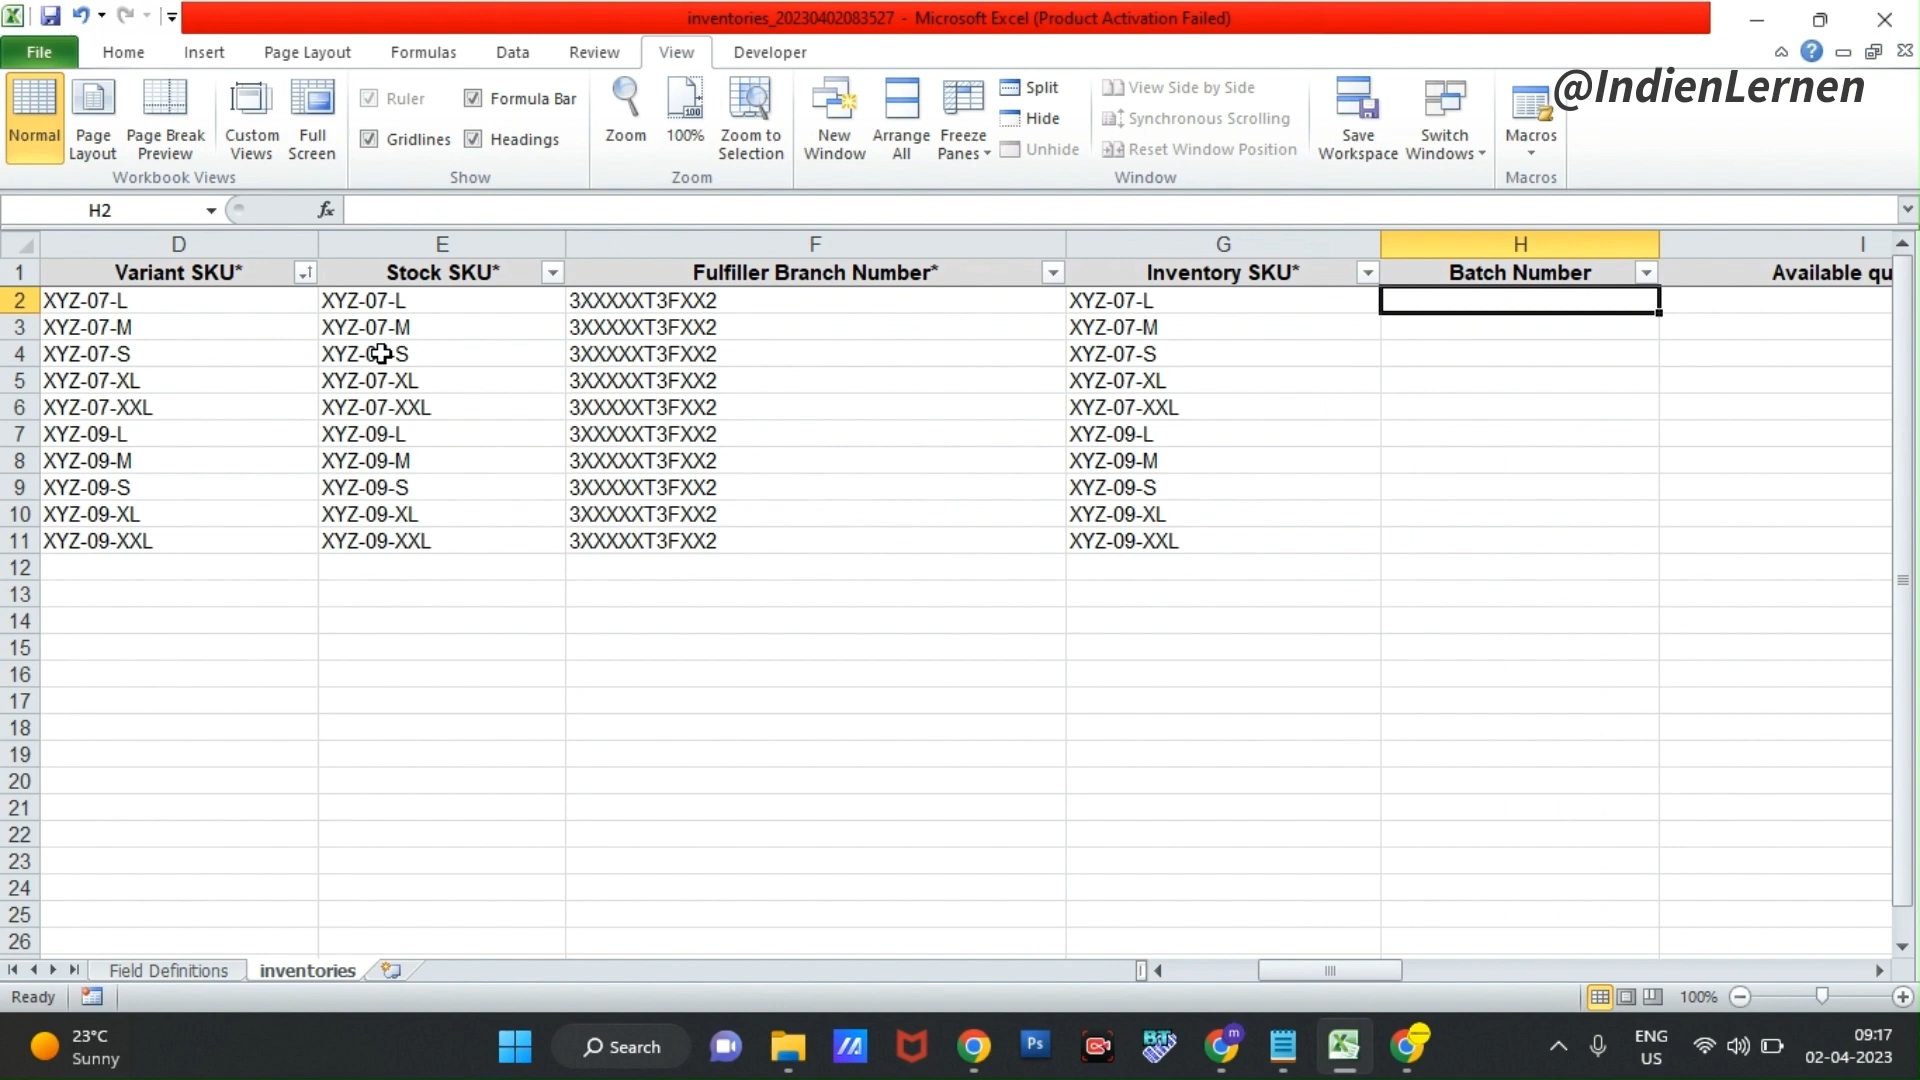 inventories_20230402083527 - Microsoft Excel (Product Activation Failed)
File Home Insert Page Layout Formulas Data Review View Developer
@IndienLernen
Normal Page Layout Page Break Preview Custom Views Full Screen
Workbook Views
Ruler Formula Bar
Gridlines Headings
Show
Zoom 100% Zoom to Selection
Zoom
New Window Arrange All Freeze Panes
Split View Side by Side
Hide Synchronous Scrolling
Unhide Reset Window Position
Save Workspace Switch Windows
Window
Macros
Macros
H2 fx
D E F G H I
1 Variant SKU* Stock SKU* Fulfiller Branch Number* Inventory SKU* Batch Number Available qu
2 XYZ-07-L XYZ-07-L 3XXXXXT3FXX2 XYZ-07-L
3 XYZ-07-M XYZ-07-M 3XXXXXT3FXX2 XYZ-07-M
4 XYZ-07-S XYZ-07-S 3XXXXXT3FXX2 XYZ-07-S
5 XYZ-07-XL XYZ-07-XL 3XXXXXT3FXX2 XYZ-07-XL
6 XYZ-07-XXL XYZ-07-XXL 3XXXXXT3FXX2 XYZ-07-XXL
7 XYZ-09-L XYZ-09-L 3XXXXXT3FXX2 XYZ-09-L
8 XYZ-09-M XYZ-09-M 3XXXXXT3FXX2 XYZ-09-M
9 XYZ-09-S XYZ-09-S 3XXXXXT3FXX2 XYZ-09-S
10 XYZ-09-XL XYZ-09-XL 3XXXXXT3FXX2 XYZ-09-XL
11 XYZ-09-XXL XYZ-09-XXL 3XXXXXT3FXX2 XYZ-09-XXL
12
13
14
15
16
17
18
19
20
21
22
23
24
25
26
Field Definitions inventories
Ready 100%
23°C
Sunny
Search
Ps
m
ENG
US
09:17
02-04-2023